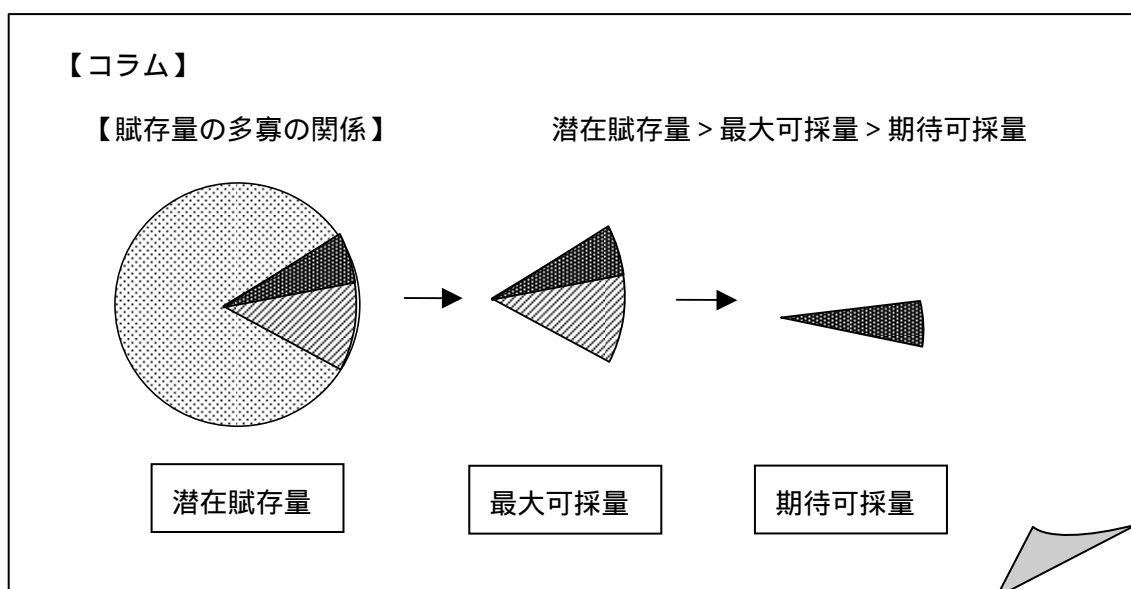 【コラム】
【賦存量の多寡の関係】 潜在賦存量 > 最大可採量 > 期待可採量
潜在賦存量 最大可採量 期待可採量